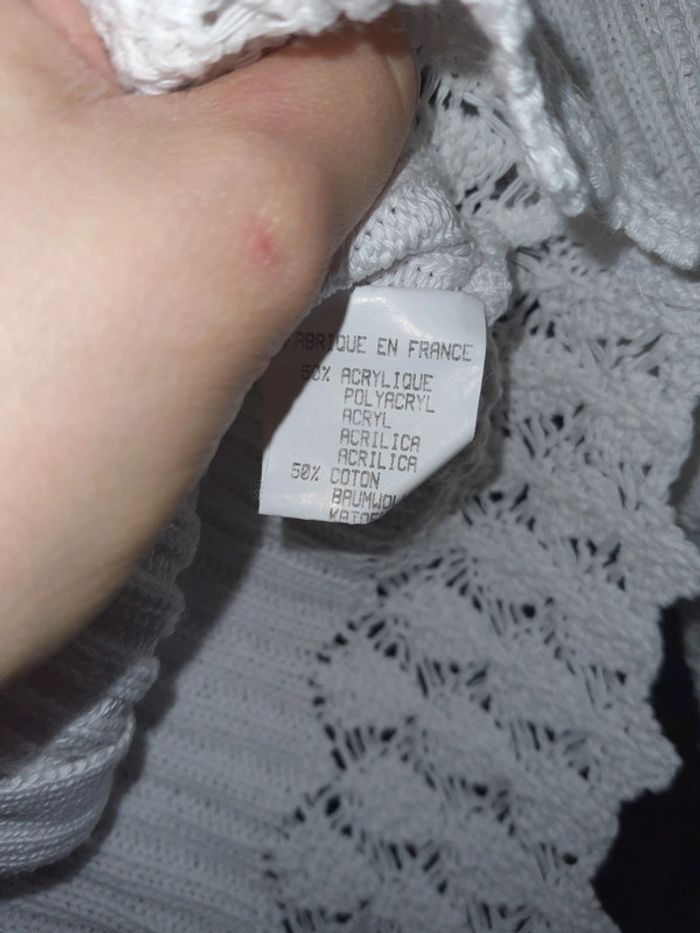 FABRIQUE EN FRANCE
50% ACRYLIQUE
POLYACRYL
ACRYL
ACRILICA
ACRILICA
50% COTON